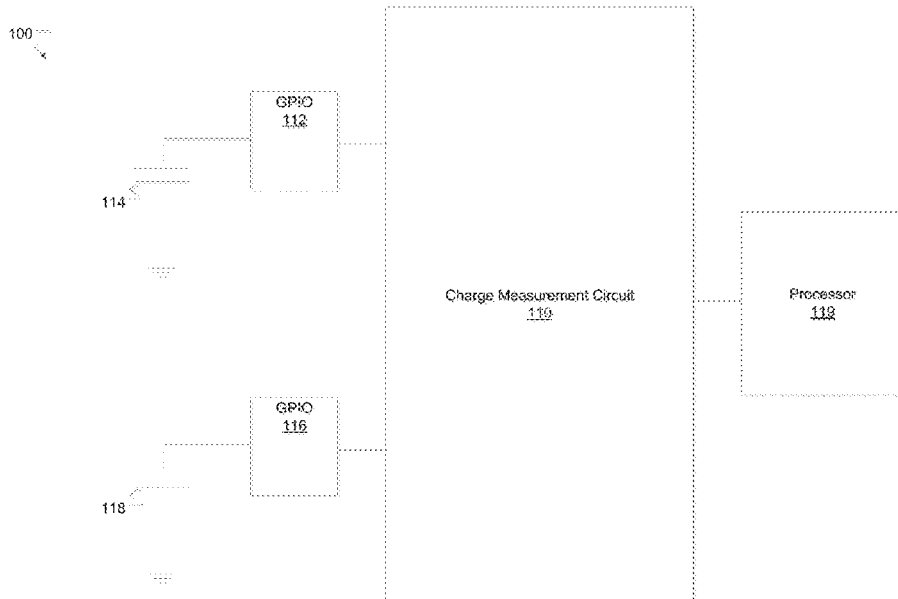 100
GPIO
112
114
Charge Measurement Circuit
110
Processor
119
GPIO
116
118